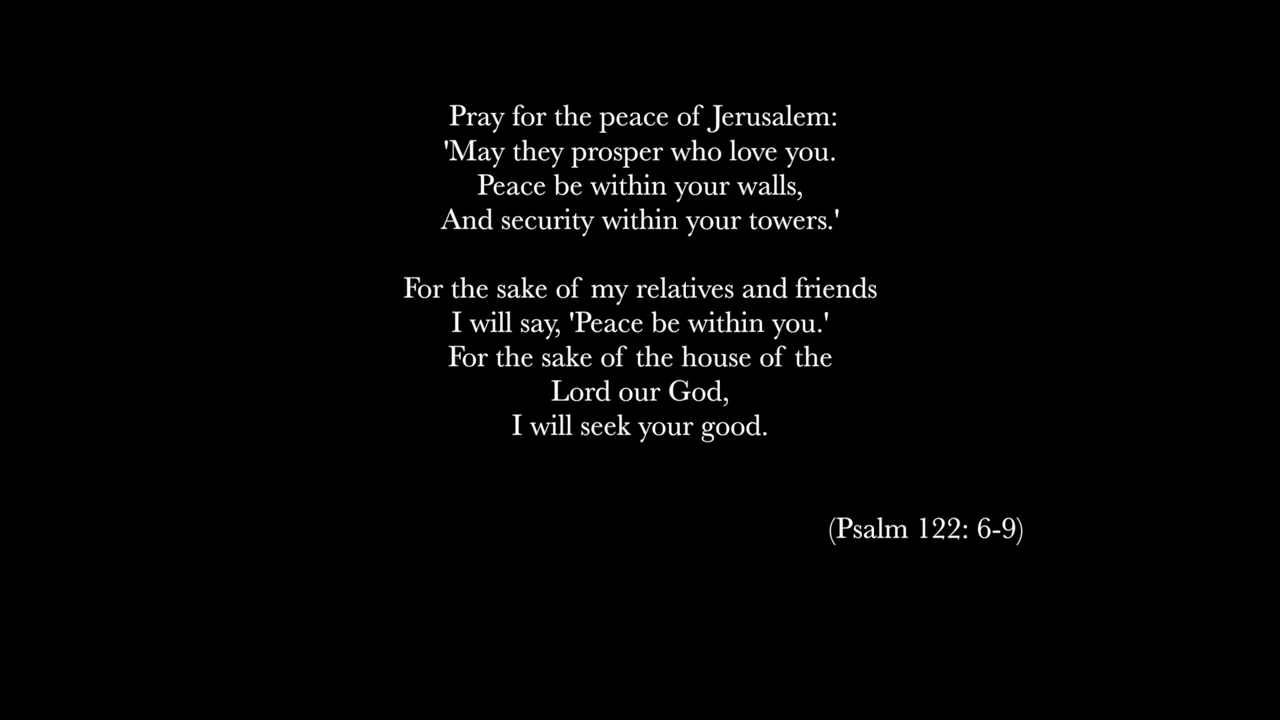 Pray for the peace of Jerusalem:
'May they prosper who love you.
Peace be within your walls,
And security within your towers.'
For the sake of my relatives and friends
I will say, 'Peace be within you.'
For the sake of the house of the
Lord our God,
I will seek your good.
(Psalm 122: 6-9)